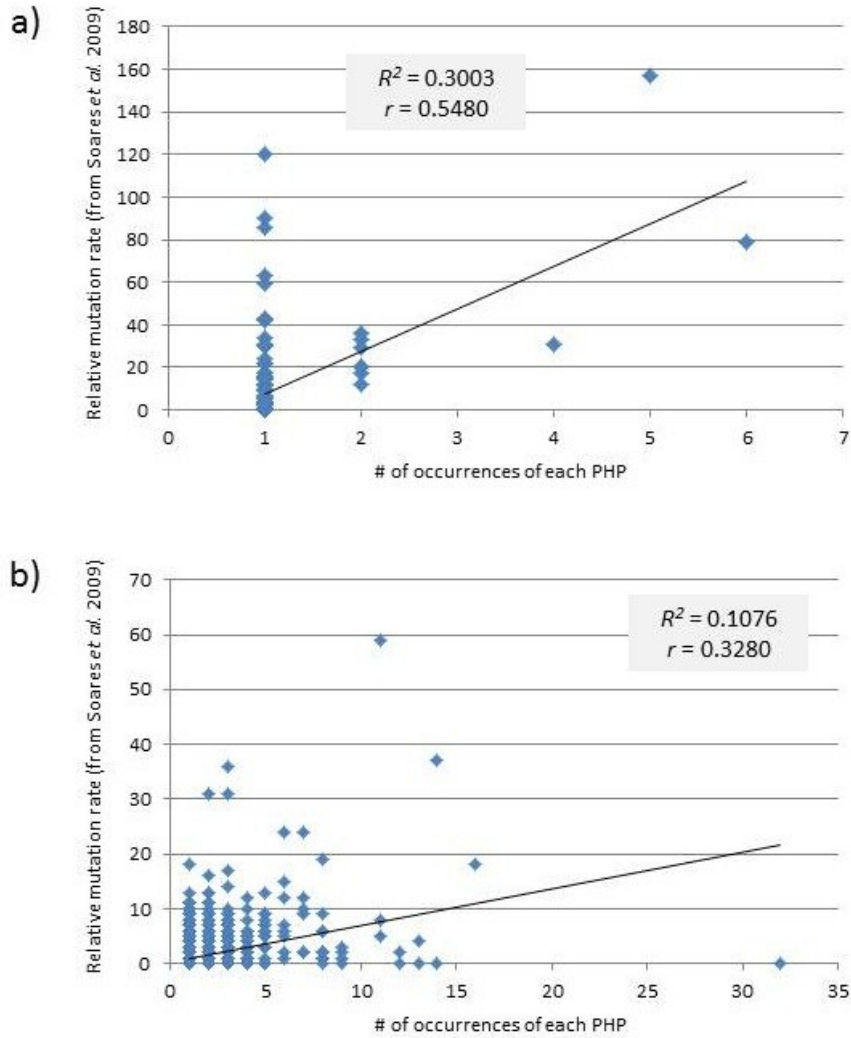 a)
Relative mutation rate (from Soares et al. 2009)
180
160
140
120
100
80
60
40
20
0
R² = 0.3003
r = 0.5480
0 1 2 3 4 5 6 7
# of occurrences of each PHP
b)
Relative mutation rate (from Soares et al. 2009)
70
60
50
40
30
20
10
0
R² = 0.1076
r = 0.3280
0 5 10 15 20 25 30 35
# of occurrences of each PHP